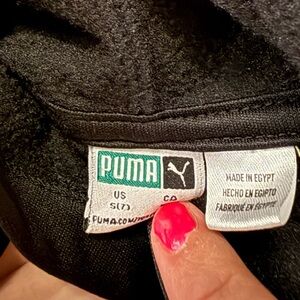 PUMA
US CA
S(7)
PUMA.COM/
MADE IN EGYPT
HECHO EN EGIPTO
FABRIQUÉ EN EGYPTE